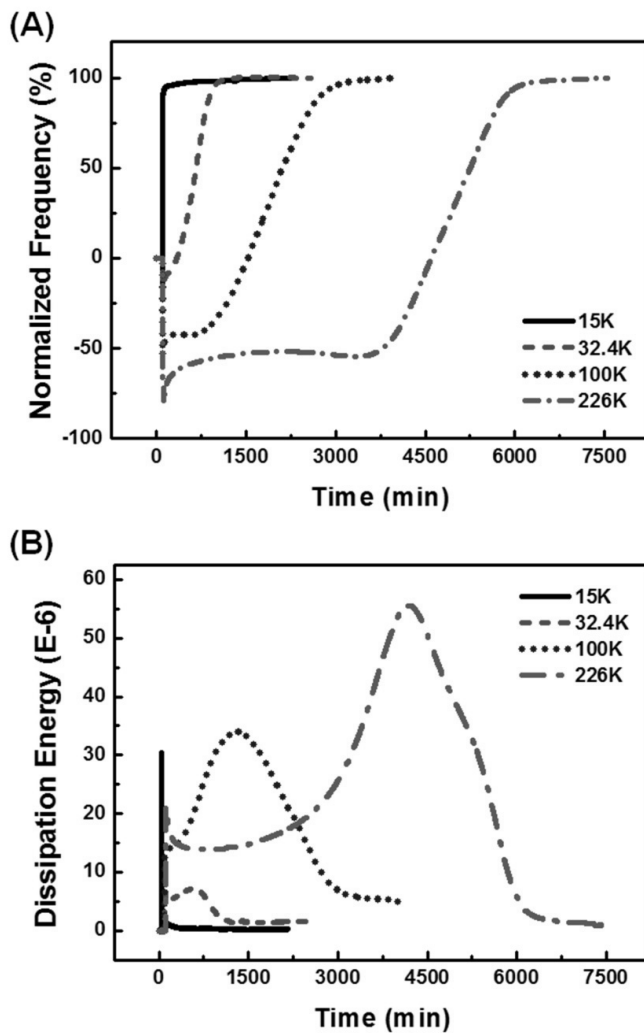 (A)
Normalized Frequency (%)
100
50
0
-50
-100
15K
32.4K
100K
226K
0 1500 3000 4500 6000 7500
Time (min)
(B)
Dissipation Energy (E-6)
60
50
40
30
20
10
0
15K
32.4K
100K
226K
0 1500 3000 4500 6000 7500
Time (min)